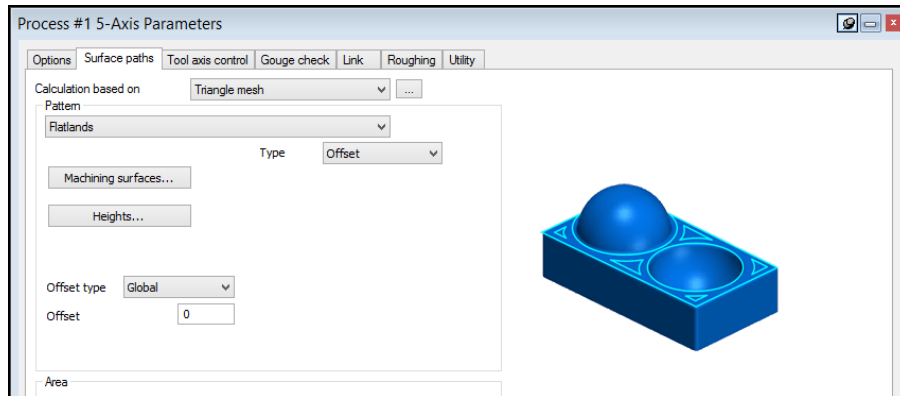 Process #1 5-Axis Parameters
Options Surface paths Tool axis control Gouge check Link Roughing Utility
Calculation based on Triangle mesh ...
Pattern
Flatlands
Type Offset
Machining surfaces...
Heights...
Offset type Global
Offset 0
Area